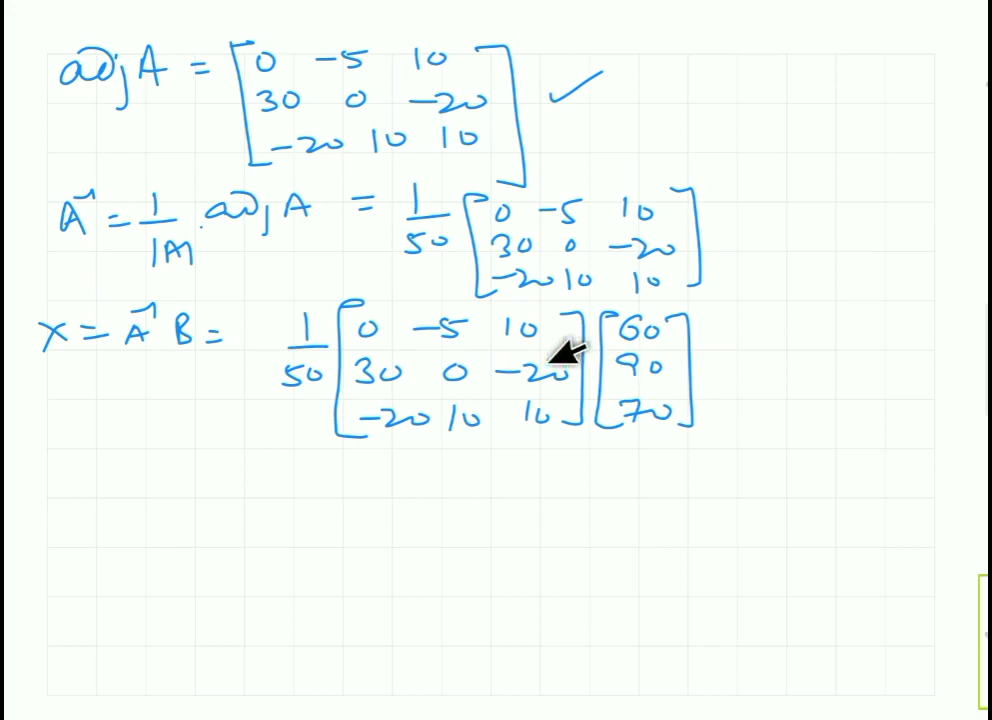 adj A = [0 -5 10
30 0 -20
-20 10 10] ✓
A⁻¹ = 1/|A| . adj A = 1/50 [0 -5 10
30 0 -20
-20 10 10]
X = A⁻¹ B = 1/50 [0 -5 10
30 0 -20
-20 10 10] [60
90
70]